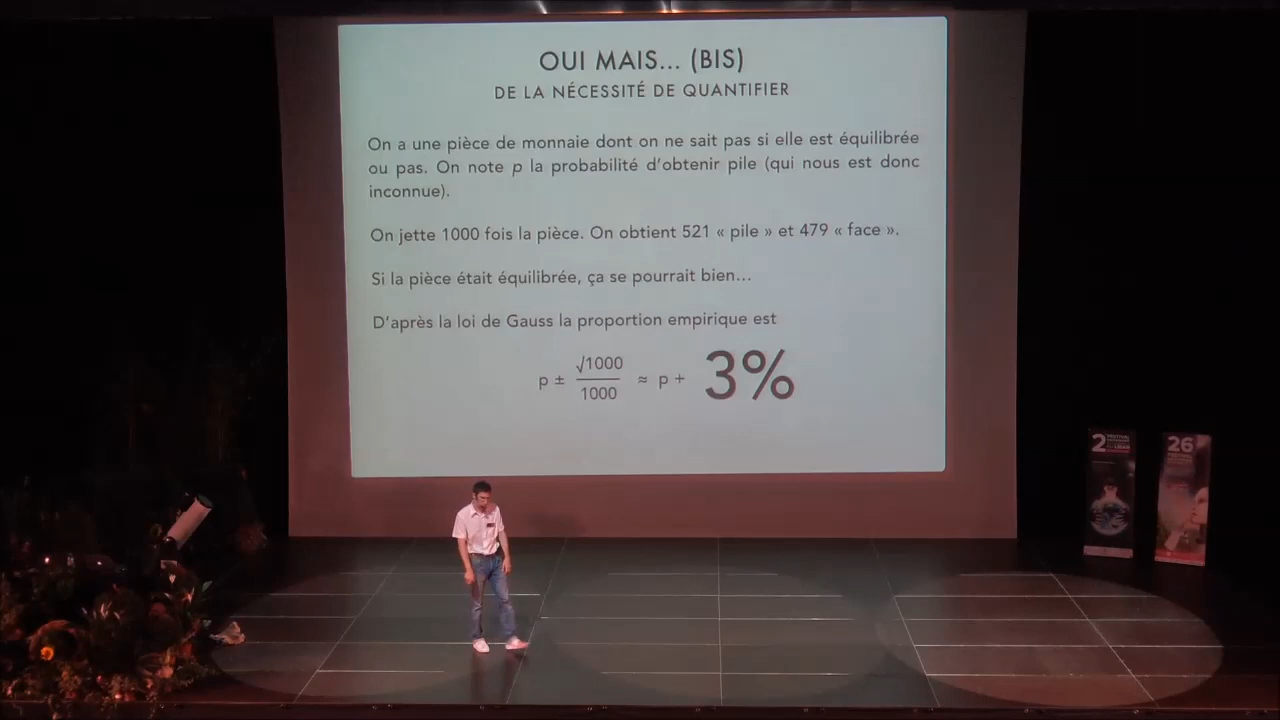 OUI MAIS... (BIS)
DE LA NÉCESSITÉ DE QUANTIFIER
On a une pièce de monnaie dont on ne sait pas si elle est équilibrée
ou pas. On note p la probabilité d'obtenir pile (qui nous est donc
inconnue).
On jette 1000 fois la pièce. On obtient 521 « pile » et 479 « face ».
Si la pièce était équilibrée, ça se pourrait bien...
D'après la loi de Gauss la proportion empirique est
p ± √1000 / 1000 ≈ p + 3%
2 FESTIVAL
26